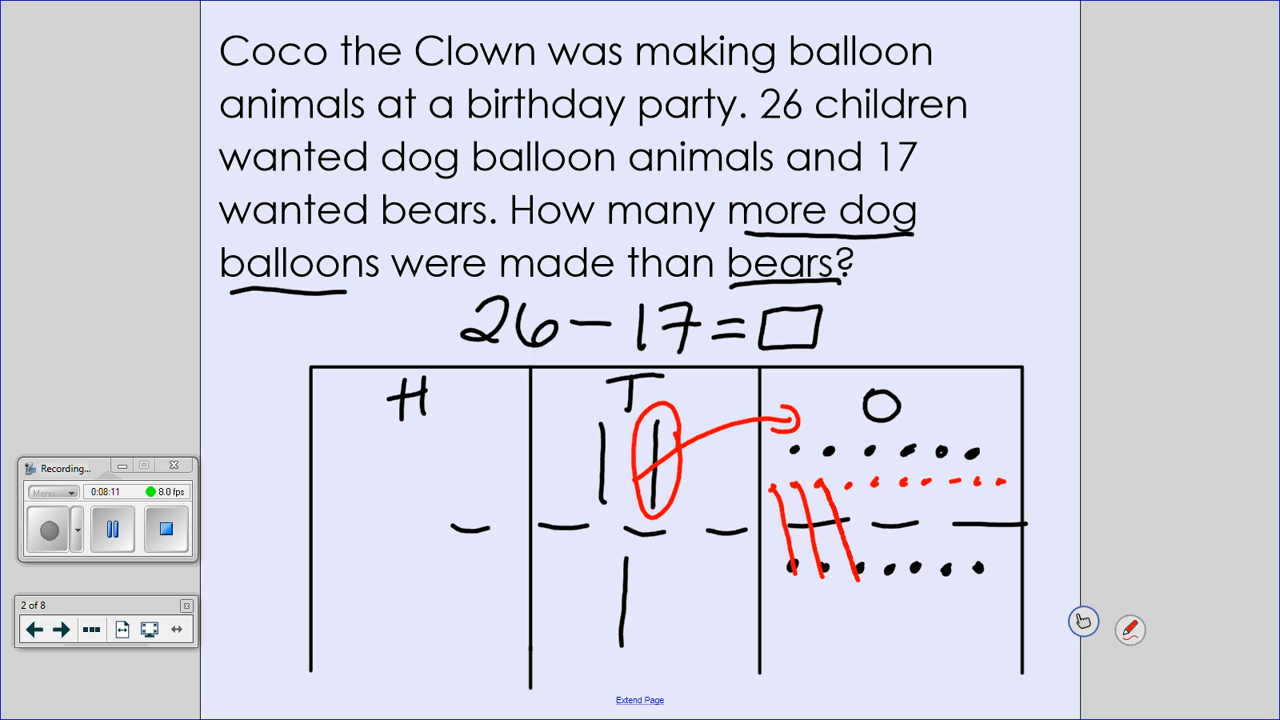 Coco the Clown was making balloon
animals at a birthday party. 26 children
wanted dog balloon animals and 17
wanted bears. How many more dog
balloons were made than bears?
26 - 17 = □
H T O
Recording...
Menu
0:08:11 8.0 fps
2 of 8
Extend Page